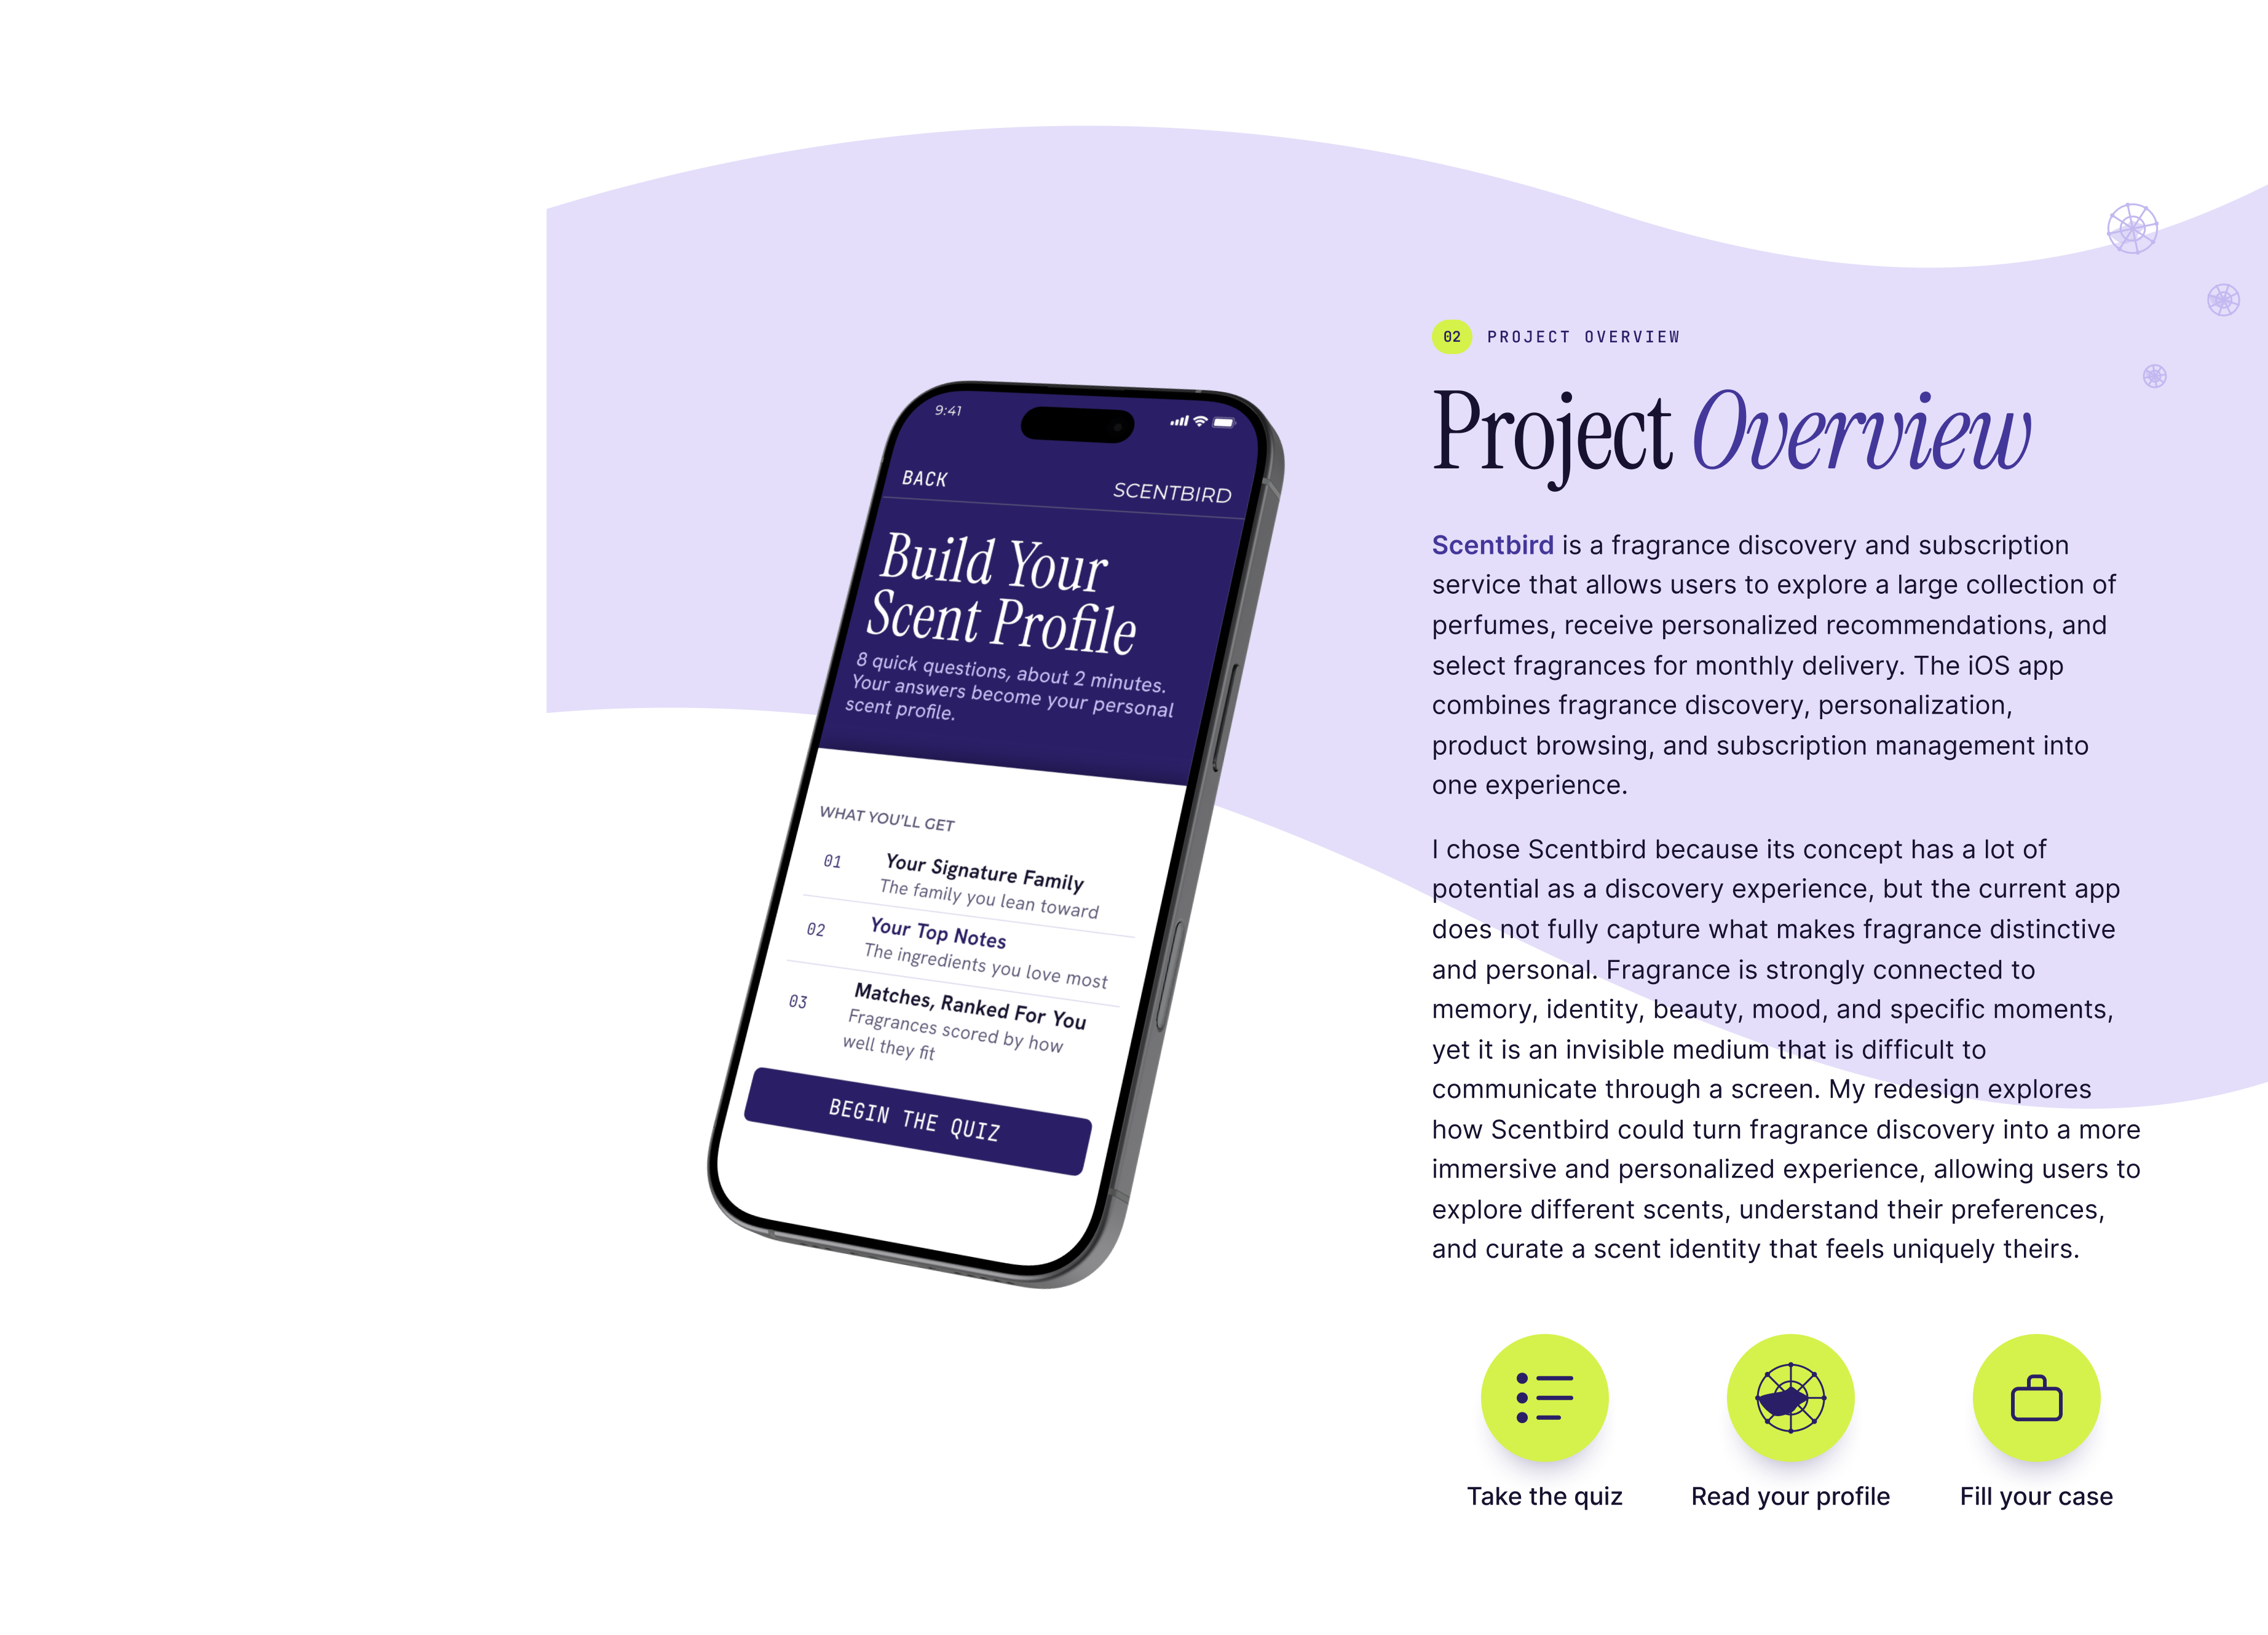 9:41
BACK
SCENTBIRD
Build Your
Scent Profile
8 quick questions, about 2 minutes.
Your answers become your personal
scent profile.
WHAT YOU'LL GET
01
Your Signature Family
The family you lean toward
02
Your Top Notes
The ingredients you love most
03
Matches, Ranked For You
Fragrances scored by how
well they fit
BEGIN THE QUIZ
02 PROJECT OVERVIEW
Project Overview
Scentbird is a fragrance discovery and subscription
service that allows users to explore a large collection of
perfumes, receive personalized recommendations, and
select fragrances for monthly delivery. The iOS app
combines fragrance discovery, personalization,
product browsing, and subscription management into
one experience.
I chose Scentbird because its concept has a lot of
potential as a discovery experience, but the current app
does not fully capture what makes fragrance distinctive
and personal. Fragrance is strongly connected to
memory, identity, beauty, mood, and specific moments,
yet it is an invisible medium that is difficult to
communicate through a screen. My redesign explores
how Scentbird could turn fragrance discovery into a more
immersive and personalized experience, allowing users to
explore different scents, understand their preferences,
and curate a scent identity that feels uniquely theirs.
Take the quiz
Read your profile
Fill your case